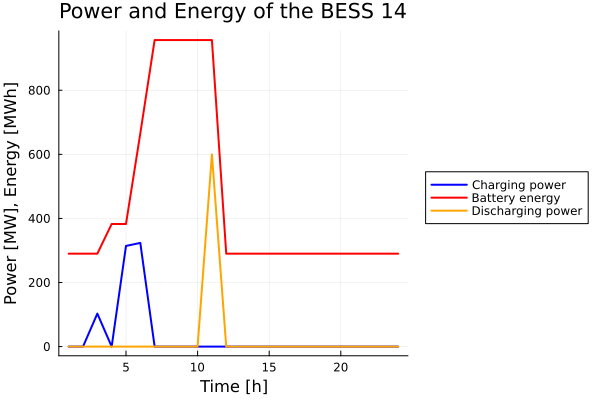 Power and Energy of the BESS 14
Power [MW], Energy [MWh]
800
600
400
200
0
5
10
15
20
Time [h]
Charging power
Battery energy
Discharging power